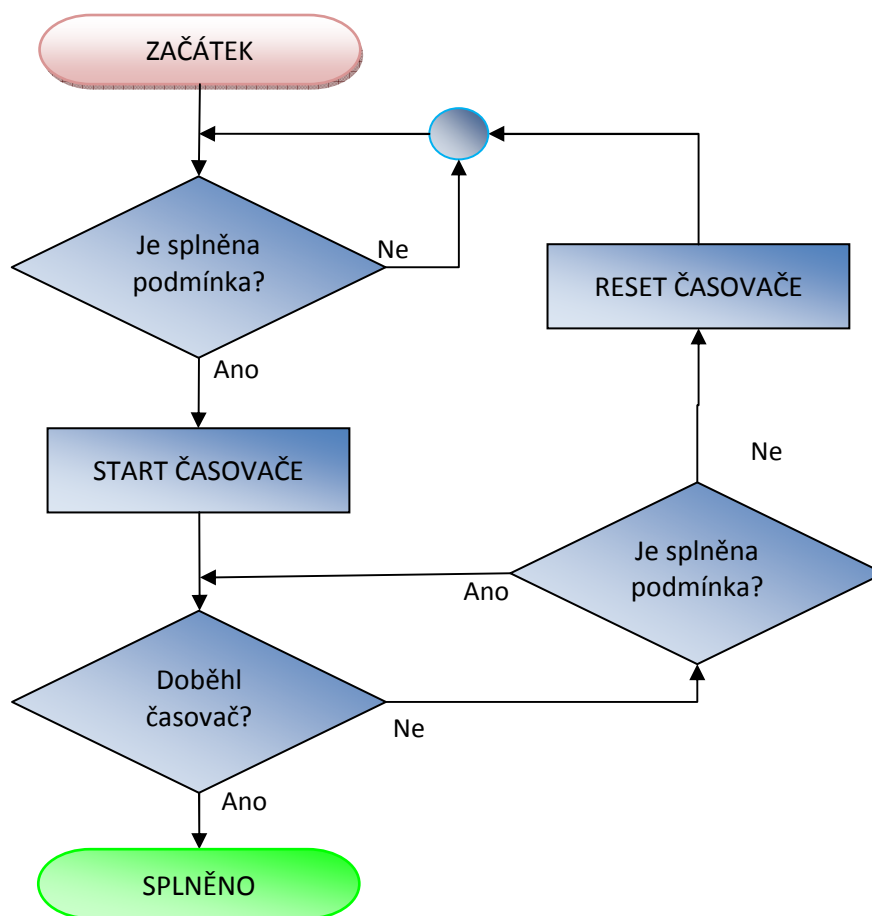 ZAČÁTEK
Je splněna
podmínka?
Ne
Ano
RESET ČASOVAČE
START ČASOVAČE
Ne
Je splněna
podmínka?
Ano
Doběhl
časovač?
Ne
Ano
SPLNĚNO